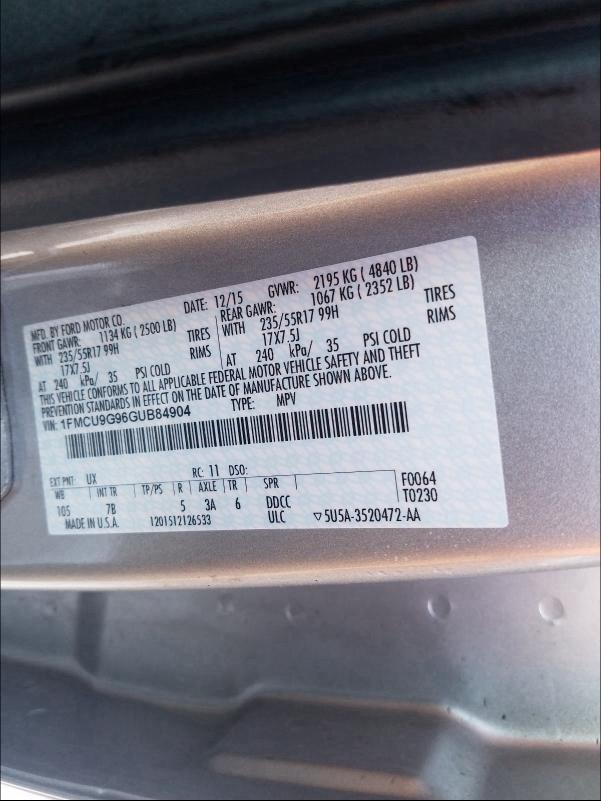 MFD. BY FORD MOTOR CO. DATE: 12/15 GVWR: 2195 KG ( 4840 LB)
FRONT GAWR: 1134 KG ( 2500 LB) REAR GAWR: 1067 KG ( 2352 LB)
WITH 235/55R17 99H TIRES WITH 235/55R17 99H TIRES
17X7.5J RIMS 17X7.5J RIMS
AT 240 kPa/ 35 PSI COLD AT 240 kPa/ 35 PSI COLD
THIS VEHICLE CONFORMS TO ALL APPLICABLE FEDERAL MOTOR VEHICLE SAFETY AND THEFT
PREVENTION STANDARDS IN EFFECT ON THE DATE OF MANUFACTURE SHOWN ABOVE.
VIN: 1FMCU9G96GUB84904 TYPE: MPV
EXT PNT: UX RC: 11 DSO:
WB INT TR TP/PS R AXLE TR SPR F0064
105 7B 5 3A 6 DDCC T0230
MADE IN U.S.A. 1201512126533 ULC ▽5U5A-3520472-AA